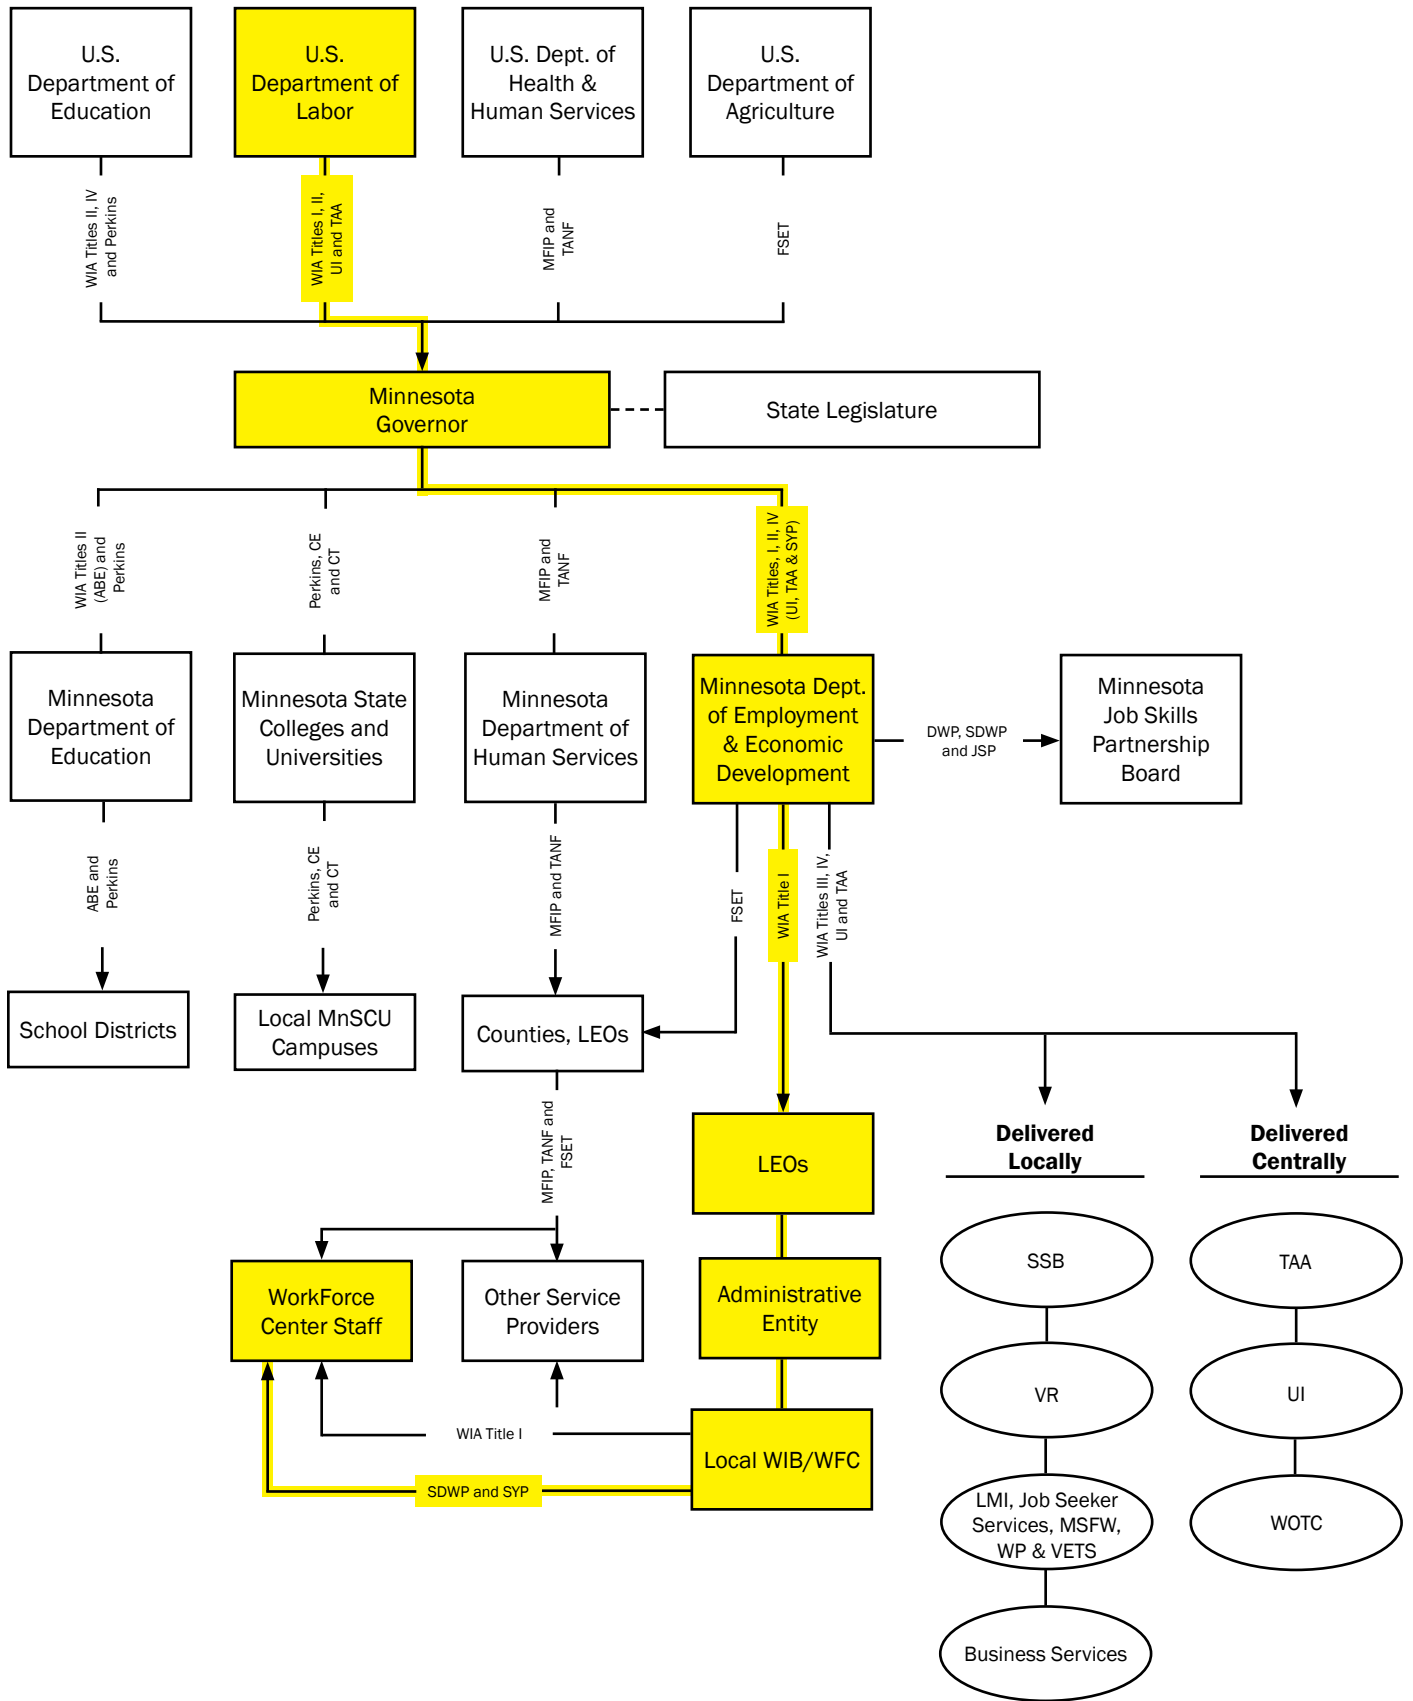 U.S.
Department of
Education
U.S.
Department of
Labor
U.S. Dept. of
Health &
Human Services
U.S.
Department of
Agriculture
WIA Titles II, IV
and Perkins
WIA Titles I, II,
UI and TAA
MFIP and
TANF
FSET
Minnesota
Governor
State Legislature
WIA Titles II
(ABE) and
Perkins
Perkins, CE
and CT
MFIP and
TANF
WIA Titles, I, II, IV
(UI, TAA & SYP)
Minnesota
Department of
Education
Minnesota State
Colleges and
Universities
Minnesota
Department of
Human Services
Minnesota Dept.
of Employment
& Economic
Development
DWP, SDWP
and JSP
Minnesota
Job Skills
Partnership
Board
ABE and
Perkins
Perkins, CE
and CT
MFIP and TANF
FSET
WIA Title I
WIA Titles III, IV,
UI and TAA
School Districts
Local MnSCU
Campuses
Counties, LEOs
MFIP, TANF and
FSET
LEOs
Delivered
Locally
Delivered
Centrally
WorkForce
Center Staff
Other Service
Providers
Administrative
Entity
SSB
TAA
VR
UI
WIA Title I
Local WIB/WFC
SDWP and SYP
LMI, Job Seeker
Services, MSFW,
WP & VETS
WOTC
Business Services